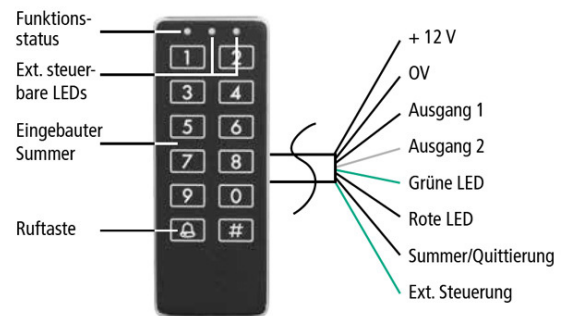 Funktions-
status
Ext. steuer-
bare LEDs
Eingebauter
Summer
Ruftaste
1 2
3 4
5 6
7 8
9 0
#
+ 12 V
0V
Ausgang 1
Ausgang 2
Grüne LED
Rote LED
Summer/Quittierung
Ext. Steuerung